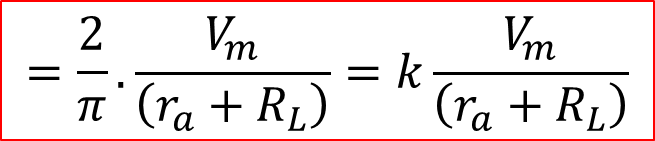 = 2/π . V_m/(r_a + R_L) = k V_m/(r_a + R_L)